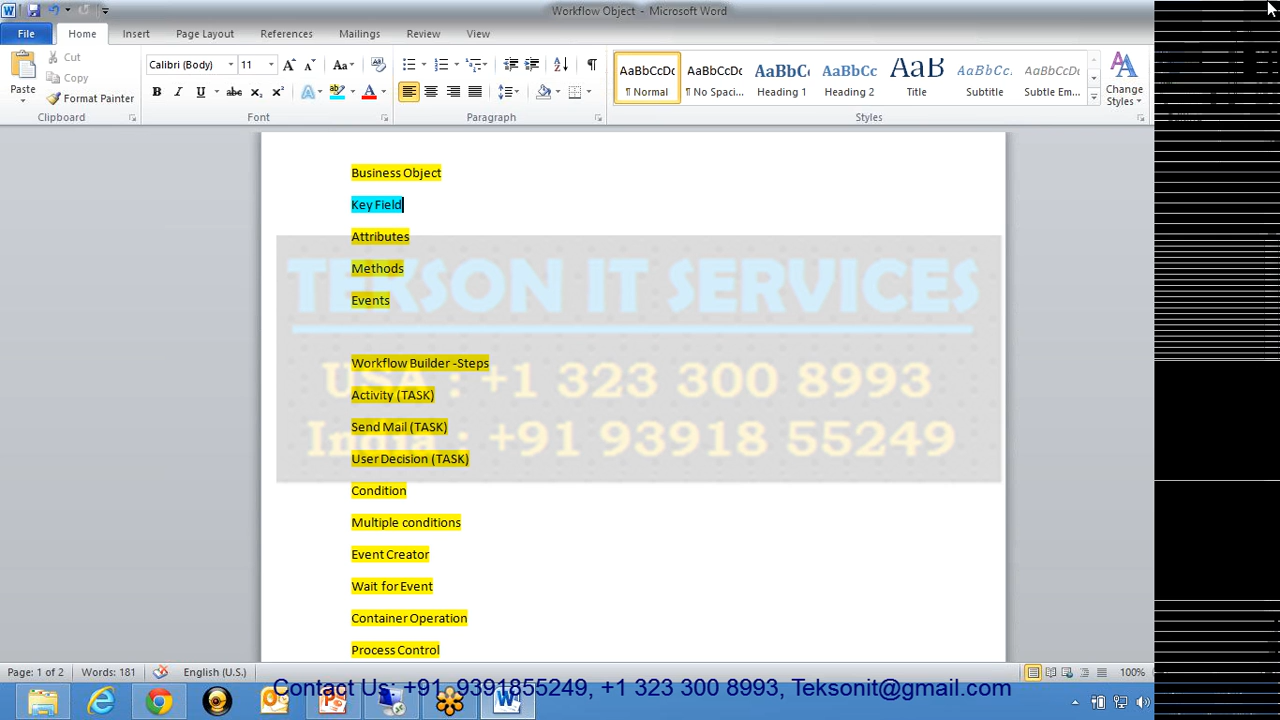 Workflow Object - Microsoft Word
File Home Insert Page Layout References Mailings Review View
Cut
Copy
Format Painter
Paste
Calibri (Body) 11
AaBbCcDc AaBbCcDc AaBbCc AaBbCc AaB AaBbCc. AaBbCcDc
¶ Normal ¶ No Spaci... Heading 1 Heading 2 Title Subtitle Subtle Em...
Change Styles
Clipboard Font Paragraph Styles
Business Object
Key Field
Attributes
Methods
Events
TEKSON IT SERVICES
Workflow Builder -Steps
USA : +1 323 300 8993
Activity (TASK)
Send Mail (TASK)
India : +91 9391855249
User Decision (TASK)
Condition
Multiple conditions
Event Creator
Wait for Event
Container Operation
Process Control
Page: 1 of 2 Words: 181 English (U.S.) 100%
Contact Us, +91 9391855249, +1 323 300 8993, Teksonit@gmail.com